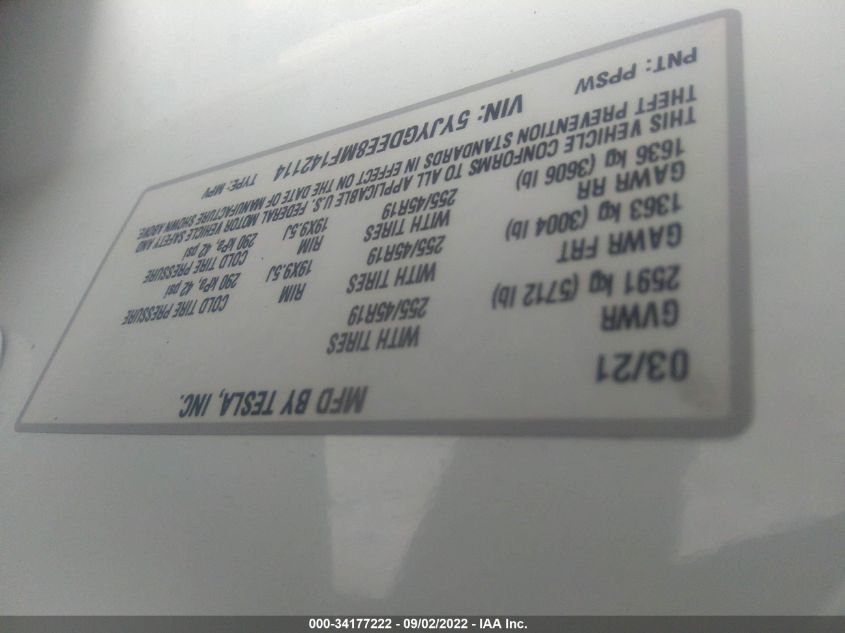 MFD BY TESLA, INC.
03/21
GVWR
2591 kg (5712 lb)
WITH TIRES
255/45R19
GAWR FRT
1363 kg (3004 lb)
WITH TIRES
255/45R19
RIM
19X9.5J
COLD TIRE PRESSURE
290 kPa, 42 psi
GAWR RR
1636 kg (3606 lb)
WITH TIRES
255/45R19
RIM
19X9.5J
COLD TIRE PRESSURE
290 kPa, 42 psi
THIS VEHICLE CONFORMS TO ALL APPLICABLE U.S. FEDERAL MOTOR VEHICLE SAFETY AND
THEFT PREVENTION STANDARDS IN EFFECT ON THE DATE OF MANUFACTURE SHOWN ABOVE.
VIN: 5YJYGDEE8MF142114
TYPE: MPV
PNT: PPSW
000-34177222 - 09/02/2022 - IAA Inc.